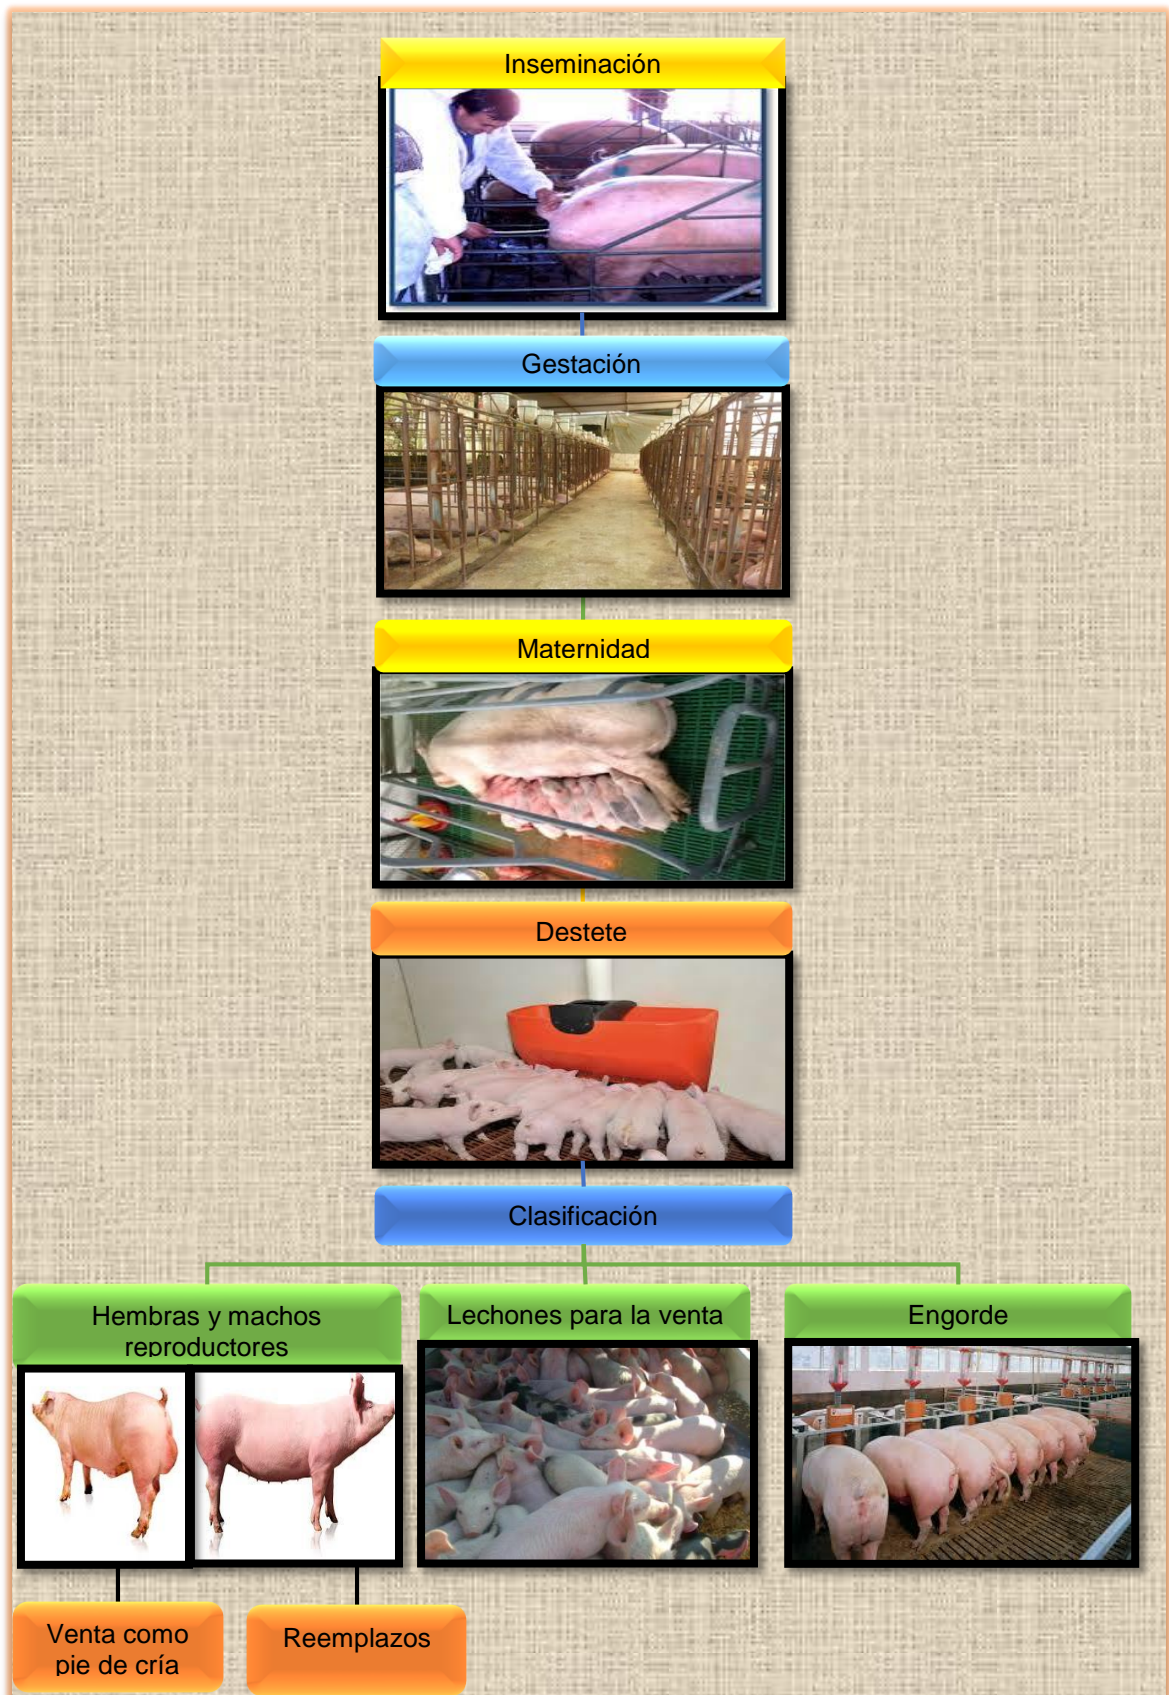 Inseminación
Gestación
Maternidad
Destete
Clasificación
Hembras y machos
reproductores
Lechones para la venta
Engorde
Venta como
pie de cría
Reemplazos